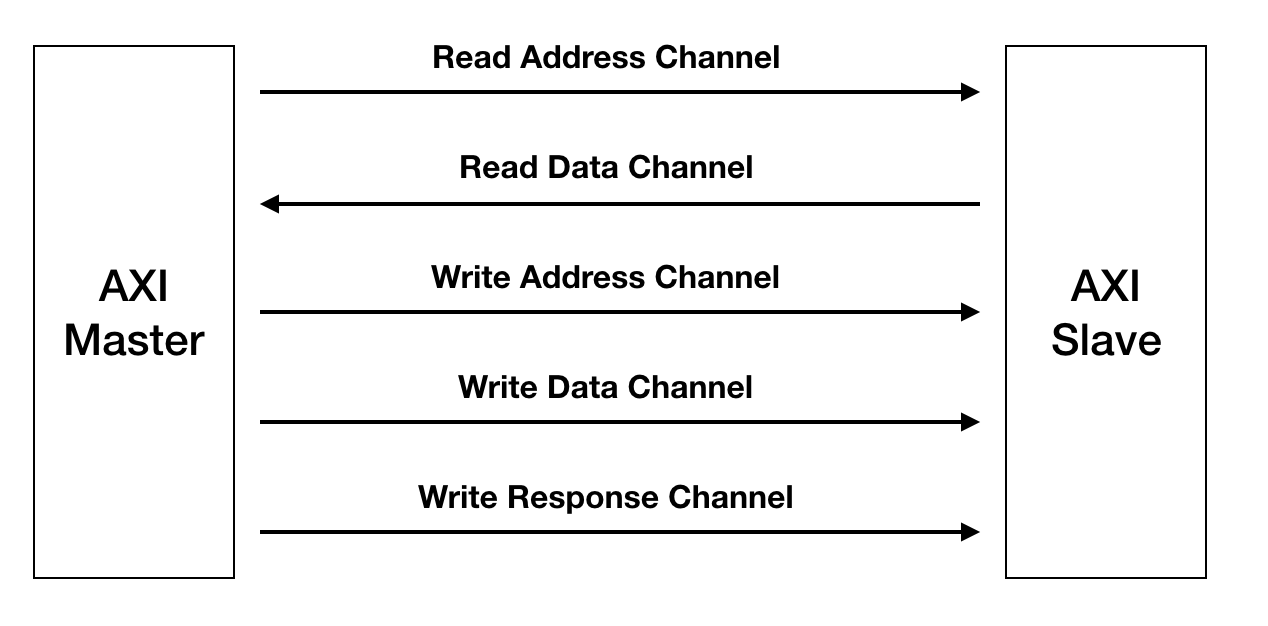 Read Address Channel
Read Data Channel
Write Address Channel
Write Data Channel
Write Response Channel
AXI
Master
AXI
Slave